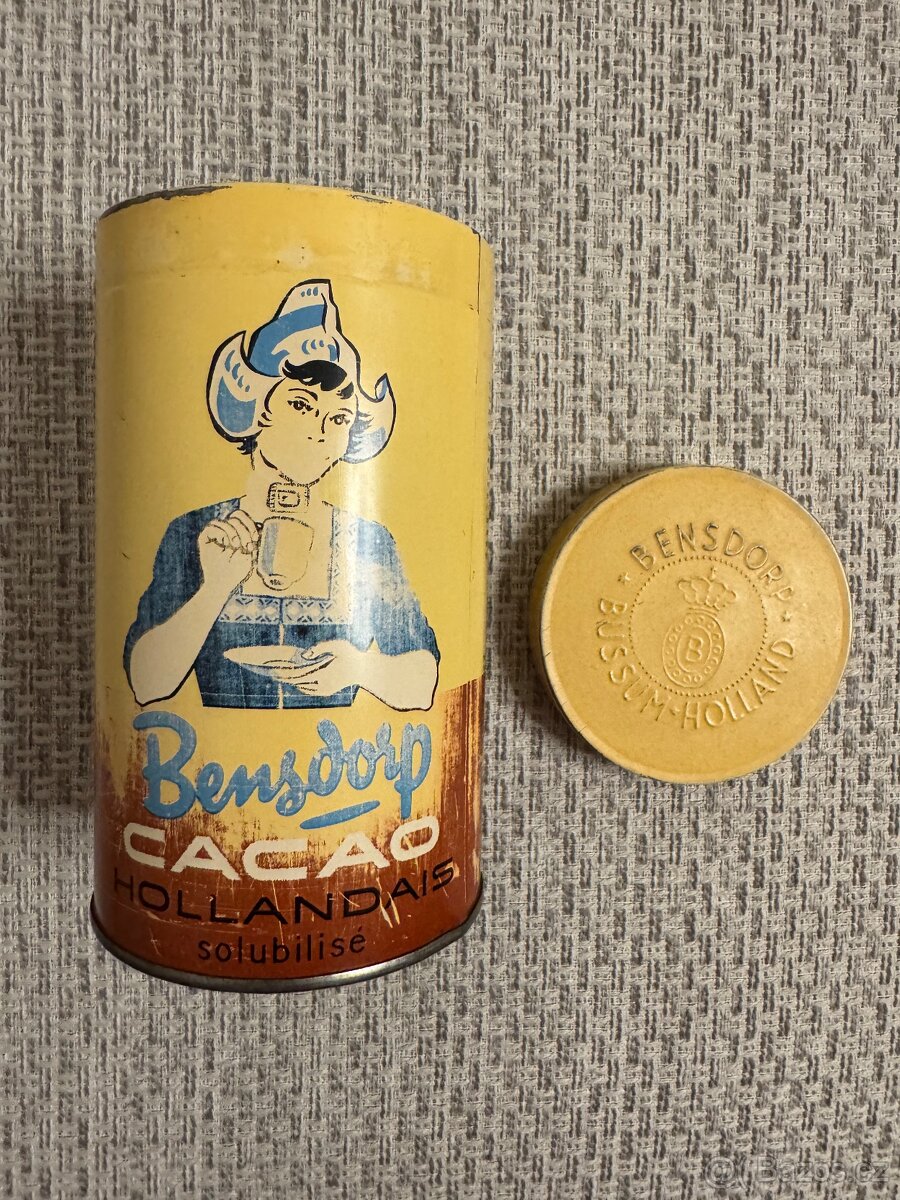 Bensdorp
CACAO
HOLLANDAIS
solubilisé
* BENSDORP *
BUSSUM-HOLLAND
B
Bazos.cz